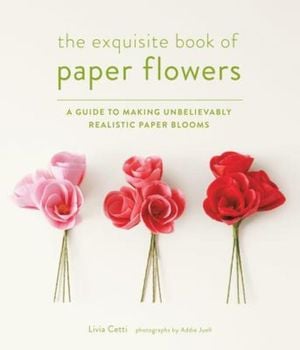 the exquisite book of
paper flowers
A GUIDE TO MAKING UNBELIEVABLY
REALISTIC PAPER BLOOMS
Livia Cetti photographs by Addie Juell